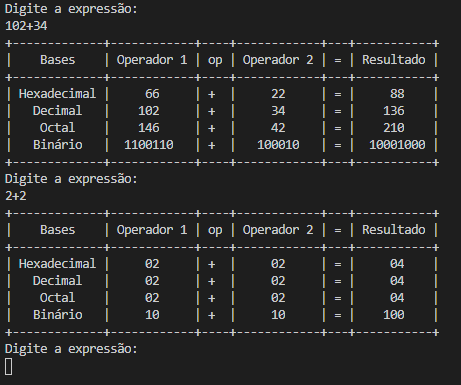 Digite a expressão:
102+34
+-------------+------------+----+------------+---+-----------+
|    Bases    | Operador 1 | op | Operador 2 | = | Resultado |
+-------------+------------+----+------------+---+-----------+
| Hexadecimal |     66     | +  |     22     | = |     88    |
|   Decimal   |    102     | +  |     34     | = |    136    |
|    Octal    |    146     | +  |     42     | = |    210    |
|   Binário   |  1100110   | +  |   100010   | = |  10001000 |
+-------------+------------+----+------------+---+-----------+
Digite a expressão:
2+2
+-------------+------------+----+------------+---+-----------+
|    Bases    | Operador 1 | op | Operador 2 | = | Resultado |
+-------------+------------+----+------------+---+-----------+
| Hexadecimal |     02     | +  |     02     | = |     04    |
|   Decimal   |     02     | +  |     02     | = |     04    |
|    Octal    |     02     | +  |     02     | = |     04    |
|   Binário   |     10     | +  |     10     | = |    100    |
+-------------+------------+----+------------+---+-----------+
Digite a expressão: